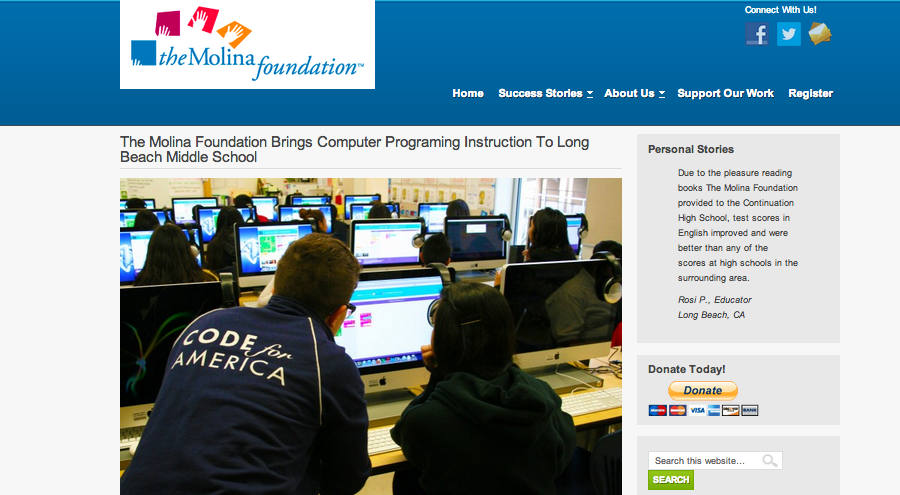 Connect With Us!
the Molina foundation™
Home Success Stories About Us Support Our Work Register
The Molina Foundation Brings Computer Programing Instruction To Long
Beach Middle School
CODE for
AMERICA
Personal Stories
Due to the pleasure reading
books The Molina Foundation
provided to the Continuation
High School, test scores in
English improved and were
better than any of the
scores at high schools in the
surrounding area.
Rosi P., Educator
Long Beach, CA
Donate Today!
Donate
VISA
BANK
Search this website...
SEARCH